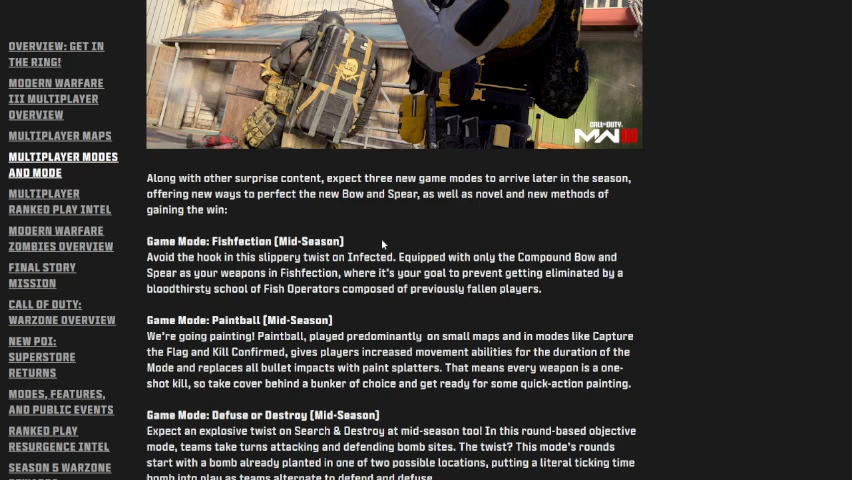 OVERVIEW: GET IN
THE RING!
MODERN WARFARE
III MULTIPLAYER
OVERVIEW
MULTIPLAYER MAPS
MULTIPLAYER MODES
AND MODE
MULTIPLAYER
RANKED PLAY INTEL
MODERN WARFARE
ZOMBIES OVERVIEW
FINAL STORY
MISSION
CALL OF DUTY:
WARZONE OVERVIEW
NEW POI:
SUPERSTORE
RETURNS
MODES, FEATURES,
AND PUBLIC EVENTS
RANKED PLAY
RESURGENCE INTEL
SEASON 5 WARZONE
CALL OF DUTY:
MW III
Along with other surprise content, expect three new game modes to arrive later in the season,
offering new ways to perfect the new Bow and Spear, as well as novel and new methods of
gaining the win:
Game Mode: Fishfection (Mid-Season)
Avoid the hook in this slippery twist on Infected. Equipped with only the Compound Bow and
Spear as your weapons in Fishfection, where it's your goal to prevent getting eliminated by a
bloodthirsty school of Fish Operators composed of previously fallen players.
Game Mode: Paintball (Mid-Season)
We're going painting! Paintball, played predominantly on small maps and in modes like Capture
the Flag and Kill Confirmed, gives players increased movement abilities for the duration of the
Mode and replaces all bullet impacts with paint splatters. That means every weapon is a one-
shot kill, so take cover behind a bunker of choice and get ready for some quick-action painting.
Game Mode: Defuse or Destroy (Mid-Season)
Expect an explosive twist on Search & Destroy at mid-season too! In this round-based objective
mode, teams take turns attacking and defending bomb sites. The twist? This mode's rounds
start with a bomb already planted in one of two possible locations, putting a literal ticking time
bomb into play as teams alternate to defend and defuse.